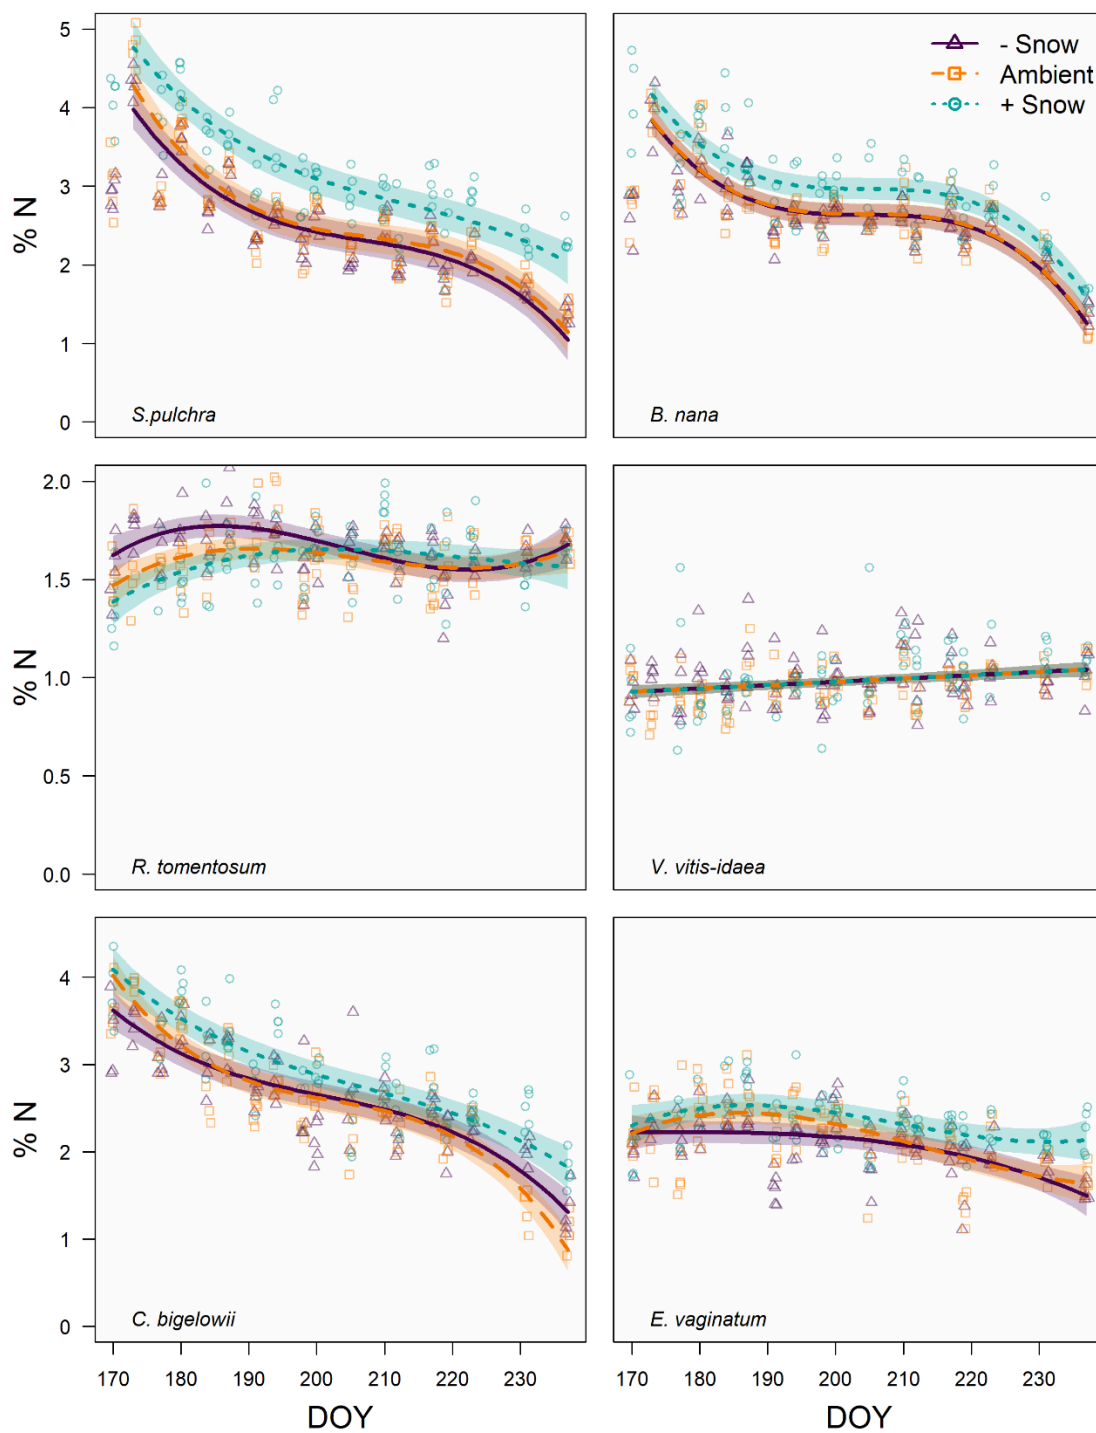 5
4
3
2
1
0
% N
S.pulchra
- Snow
Ambient
+ Snow
B. nana
2.0
1.5
1.0
0.5
0.0
% N
R. tomentosum
V. vitis-idaea
4
3
2
1
0
% N
C. bigelowii
E. vaginatum
170 180 190 200 210 220 230
170 180 190 200 210 220 230
DOY
DOY